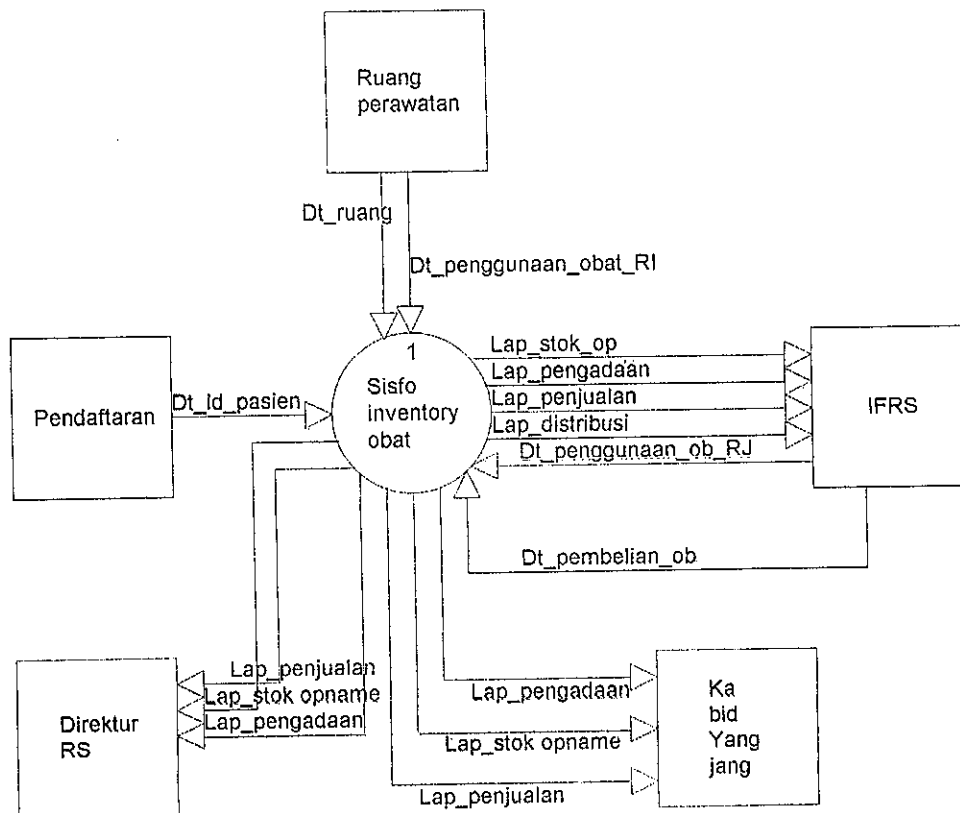 Ruang
perawatan
Dt_ruang
Dt_penggunaan_obat_RI
1
Sisfo
inventory
obat
Pendaftaran
Dt_id_pasien
Lap_stok_op
Lap_pengadaan
Lap_penjualan
Lap_distribusi
Dt_penggunaan_ob_RJ
IFRS
Dt_pembelian_ob
Lap_penjualan
Lap_stok opname
Lap_pengadaan
Direktur
RS
Lap_pengadaan
Lap_stok opname
Lap_penjualan
Ka
bid
Yang
jang